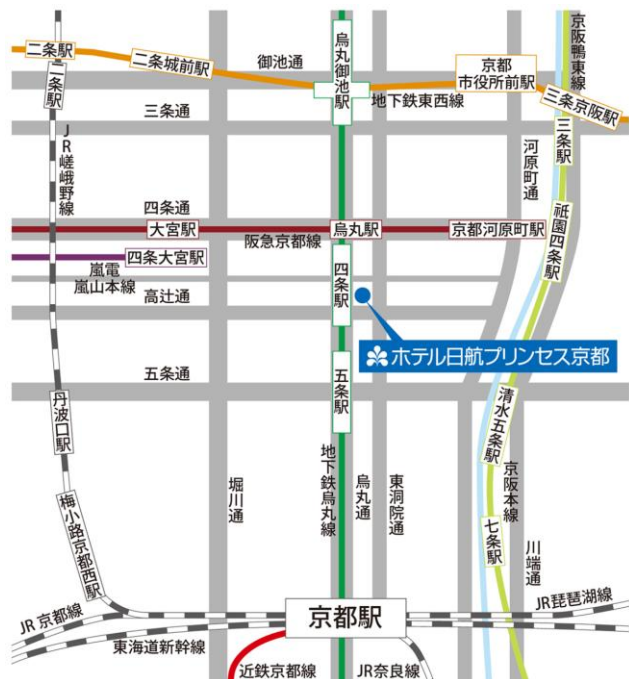 京阪鴨東線
二条駅
二条城前駅
御池通
烏丸御池駅
京都
市役所前駅
二条駅
地下鉄東西線
三条京阪駅
三条通
三条駅
JR嵯峨野線
河原町通
四条通
祇園四条駅
大宮駅
烏丸駅
京都河原町駅
阪急京都線
四条大宮駅
嵐電
嵐山本線
四条駅
高辻通
ホテル日航プリンセス京都
五条通
五条駅
丹波口駅
清水五条駅
地下鉄烏丸線
烏丸通
東洞院通
堀川通
京阪本線
梅小路京都西駅
七条駅
川端通
JR京都線
京都駅
JR琵琶湖線
東海道新幹線
近鉄京都線
JR奈良線